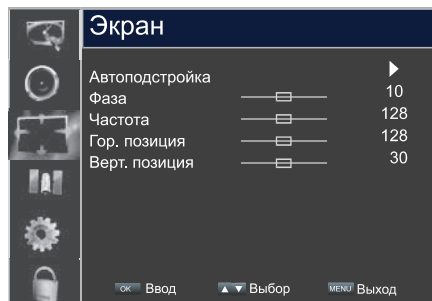 Экран
Автоподстройка
Фаза 10
Частота 128
Гор. позиция 128
Верт. позиция 30
OK Ввод ▲ ▼ Выбор MENU Выход